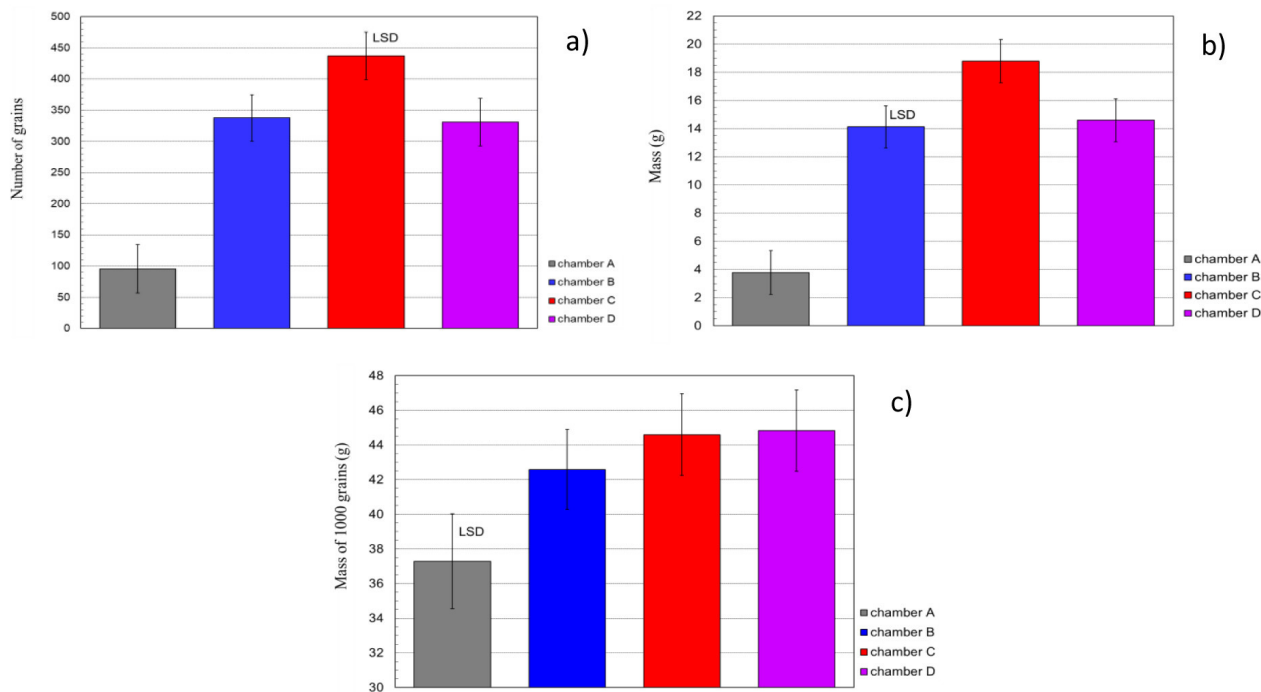 a)
Number of grains
500
450
400
350
300
250
200
150
100
50
0
LSD
chamber A
chamber B
chamber C
chamber D
b)
Mass (g)
22
20
18
16
14
12
10
8
6
4
2
0
LSD
chamber A
chamber B
chamber C
chamber D
c)
Mass of 1000 grains (g)
48
46
44
42
40
38
36
34
32
30
LSD
chamber A
chamber B
chamber C
chamber D